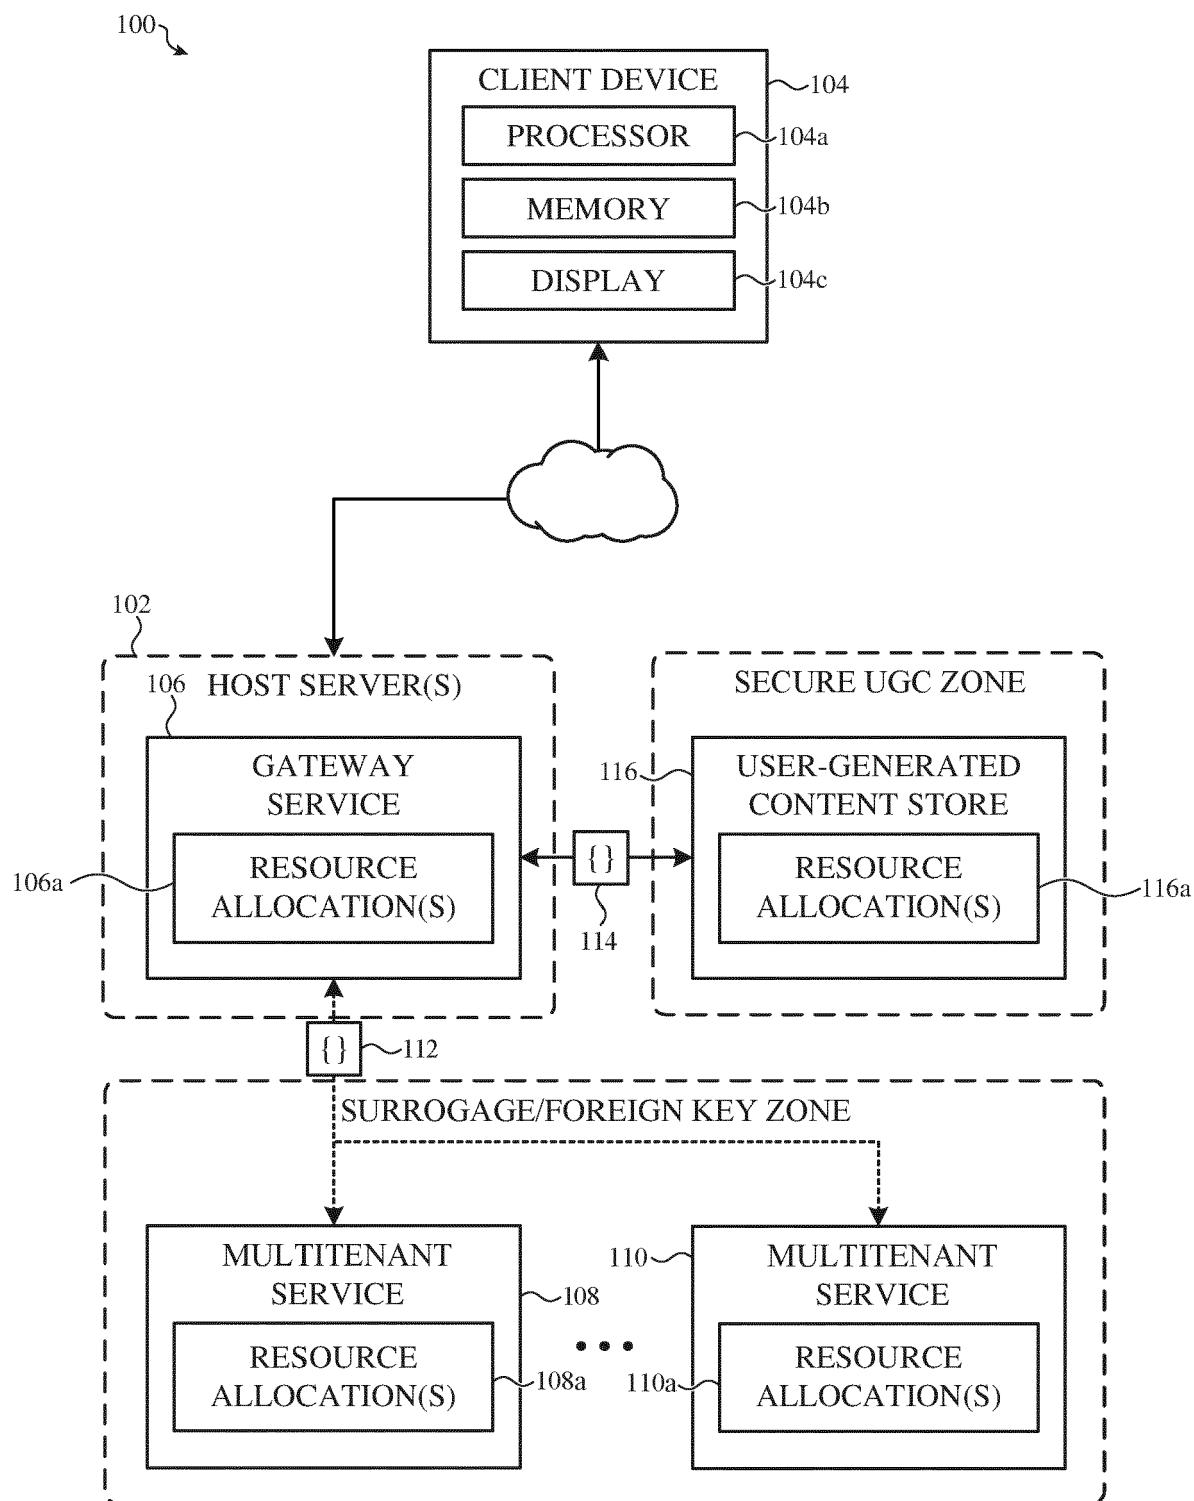 100
CLIENT DEVICE
104
PROCESSOR
104a
MEMORY
104b
DISPLAY
104c
102
HOST SERVER(S)
106
GATEWAY
SERVICE
RESOURCE
ALLOCATION(S)
106a
{}
114
SECURE UGC ZONE
116
USER-GENERATED
CONTENT STORE
RESOURCE
ALLOCATION(S)
116a
{}
112
SURROGAGE/FOREIGN KEY ZONE
MULTITENANT
SERVICE
108
RESOURCE
ALLOCATION(S)
108a
110
MULTITENANT
SERVICE
110a
RESOURCE
ALLOCATION(S)